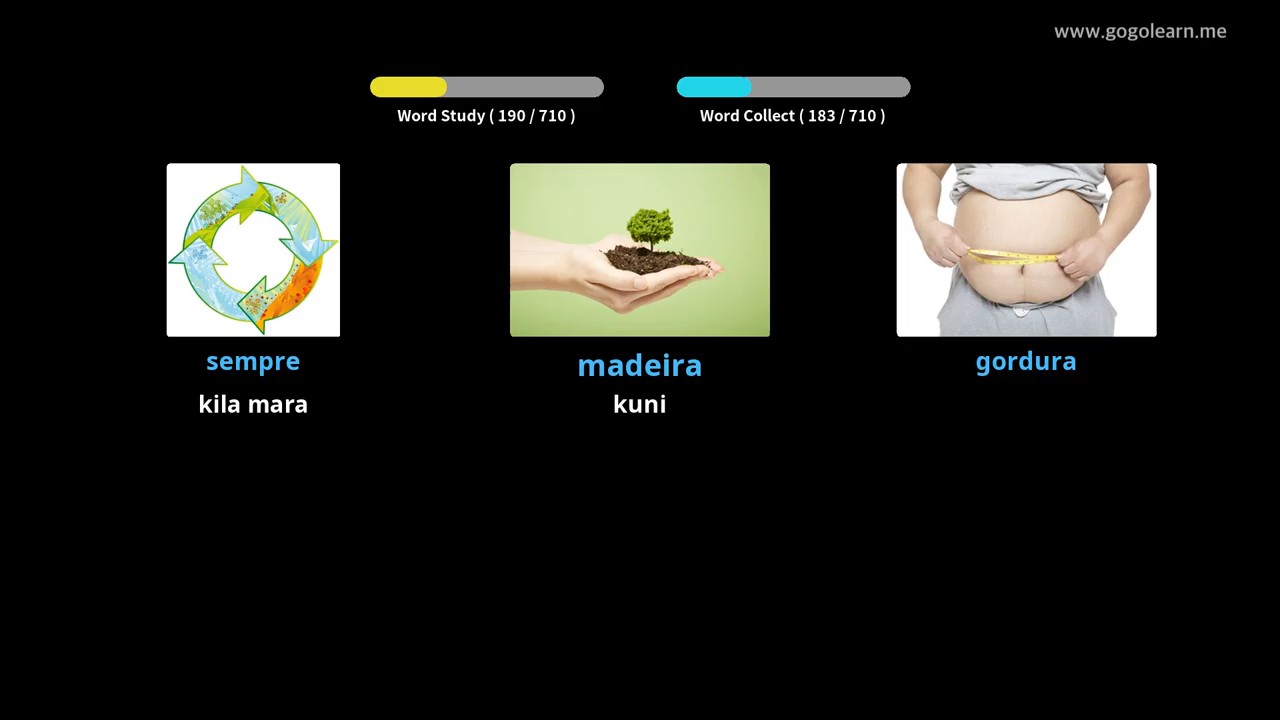 www.gogolearn.me
Word Study ( 190 / 710 )
Word Collect ( 183 / 710 )
sempre
kila mara
madeira
kuni
gordura